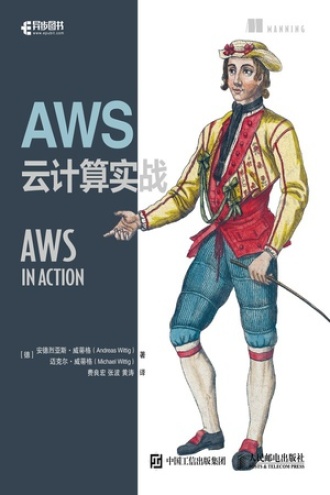 异步图书
www.epubit.com
MANNING
AWS
云计算实战
AWS
IN ACTION
[德] 安德烈亚斯·威蒂格(Andreas Wittig)
迈克尔·威蒂格(Michael Wittig) 著
费良宏 张波 黄涛 译
中国工信出版集团
人民邮电出版社
POSTS & TELECOM PRESS